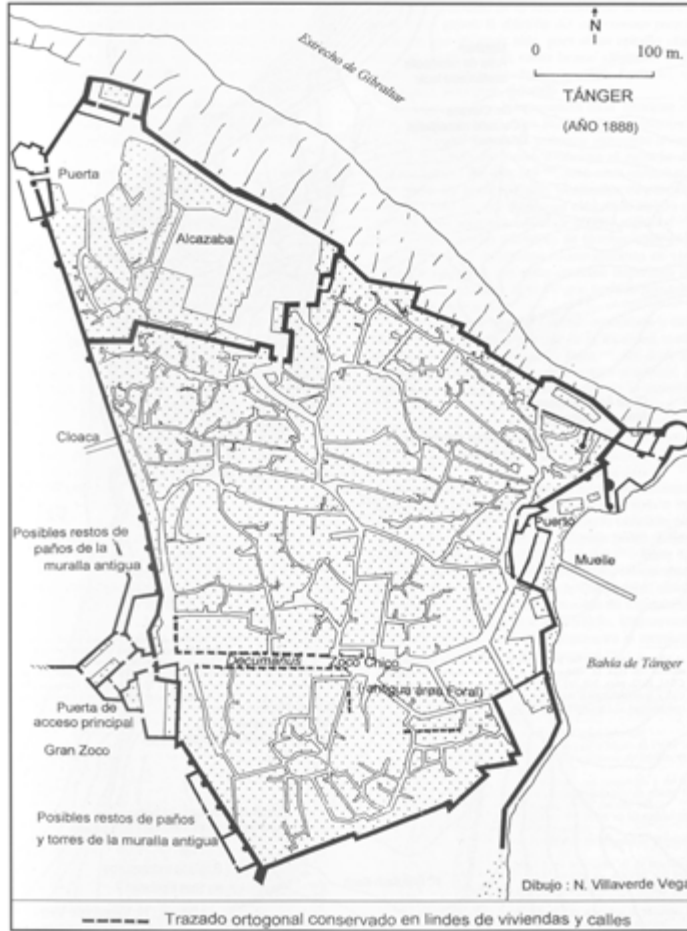 Estrecho de Gibraltar
N
0 100 m.
TÁNGER
(AÑO 1888)
Puerta
Alcazaba
Cloaca
Posibles restos de
paños de la
muralla antigua
Puerto
Muelle
Decumanus Zoco Chico
(antigua área Foral)
Bahía de Tánger
Puerta de
acceso principal
Gran Zoco
Posibles restos de paños
y torres de la muralla antigua
Dibujo : N. Villaverde Vega
Trazado ortogonal conservado en lindes de viviendas y calles